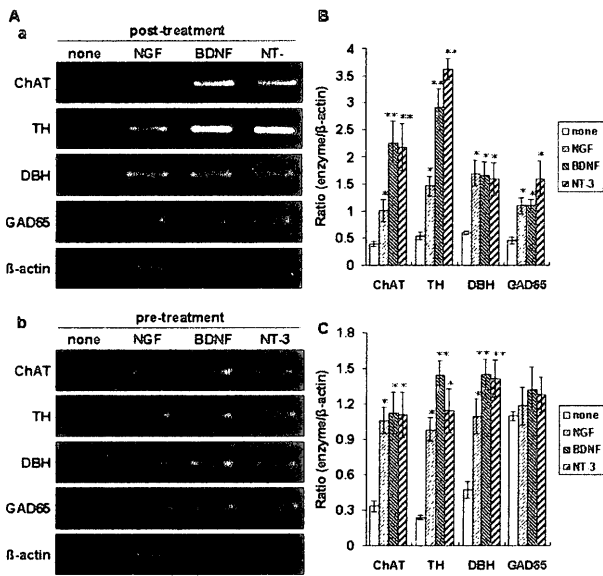 A
a
post-treatment
none NGF BDNF NT-
ChAT
TH
DBH
GAD65
ß-actin
b
pre-treatment
none NGF BDNF NT-3
ChAT
TH
DBH
GAD65
ß-actin
B
Ratio (enzyme/β-actin)
4
3.5
3
2.5
2
1.5
1
0.5
0
* ** ** * ** ** * * * * * *
ChAT TH DBH GAD65
none
NGF
BDNF
NT-3
C
Ratio (enzyme/β-actin)
1.8
1.5
1.2
0.9
0.6
0.3
0
* * * * ** * * ** **
ChAT TH DBH GAD65
none
NGF
BDNF
NT-3